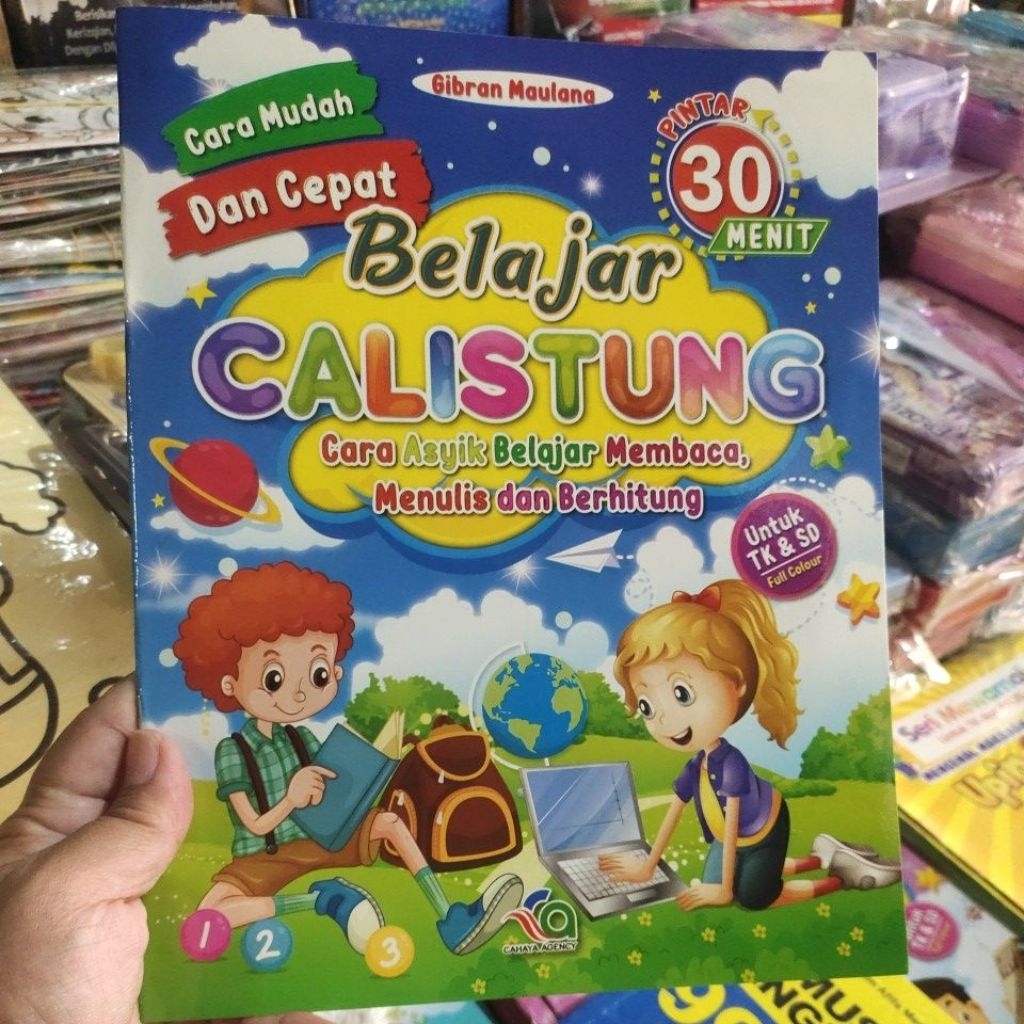 Gibran Maulana
Cara Mudah
Dan Cepat
PINTAR
30
MENIT
Belajar
CALISTUNG
Cara Asyik Belajar Membaca,
Menulis dan Berhitung
Untuk
TK & SD
Full Colour
1
2
3
CAHAYA AGENCY
Seri